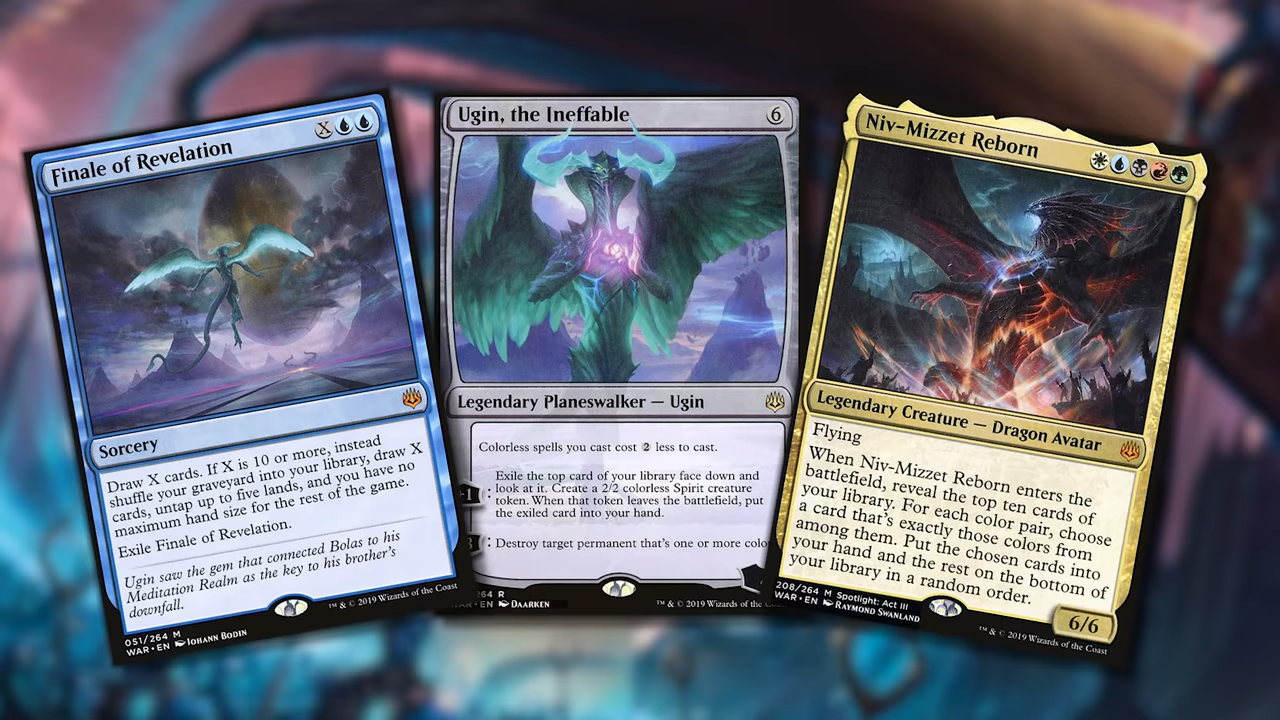 Finale of Revelation
X
Sorcery
Draw X cards. If X is 10 or more, instead
shuffle your graveyard into your library, draw X
cards, untap up to five lands, and you have no
maximum hand size for the rest of the game.
Exile Finale of Revelation.
Ugin saw the gem that connected Bolas to his
Meditation Realm as the key to his brother's
downfall.
051/264 M
WAR • EN Johann Bodin
™ & © 2019 Wizards of the Coast
Ugin, the Ineffable
6
Legendary Planeswalker — Ugin
Colorless spells you cast cost 2 less to cast.
Exile the top card of your library face down and
+1: look at it. Create a 2/2 colorless Spirit creature
token. When that token leaves the battlefield, put
the exiled card into your hand.
: Destroy target permanent that's one or more
264 R
WAR • EN Daarken
™ & © 2019 Wizards of the
Niv-Mizzet Reborn
Legendary Creature — Dragon Avatar
Flying
When Niv-Mizzet Reborn enters the
battlefield, reveal the top ten cards of
your library. For each color pair, choose
a card that's exactly those colors from
among them. Put the chosen cards into
your hand and the rest on the bottom of
your library in a random order.
208/264 M Spotlight: Act III
WAR • EN Raymond Swanland
™ & © 2019 Wizards of the Coast
6/6